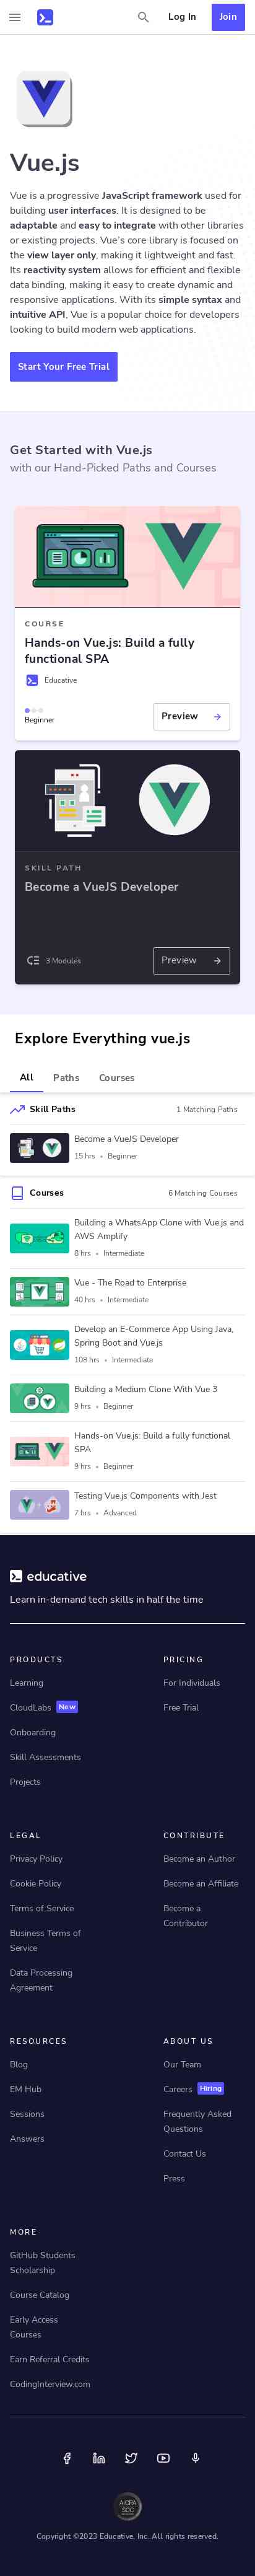 Log In
Join
Vue.js
Vue is a progressive JavaScript framework used for
building user interfaces. It is designed to be
adaptable and easy to integrate with other libraries
or existing projects. Vue's core library is focused on
the view layer only, making it lightweight and fast.
Its reactivity system allows for efficient and flexible
data binding, making it easy to create dynamic and
responsive applications. With its simple syntax and
intuitive API, Vue is a popular choice for developers
looking to build modern web applications.
Start Your Free Trial
Get Started with Vue.js
with our Hand-Picked Paths and Courses
COURSE
Hands-on Vue.js: Build a fully
functional SPA
Educative
Beginner
Preview
SKILL PATH
Become a VueJS Developer
3 Modules
Preview
Explore Everything vue.js
All
Paths
Courses
Skill Paths
1 Matching Paths
Become a VueJS Developer
15 hrs • Beginner
Courses
6 Matching Courses
Building a WhatsApp Clone with Vue.js and
AWS Amplify
8 hrs • Intermediate
Vue - The Road to Enterprise
40 hrs • Intermediate
Develop an E-Commerce App Using Java,
Spring Boot and Vue.js
108 hrs • Intermediate
Building a Medium Clone With Vue 3
9 hrs • Beginner
Hands-on Vue.js: Build a fully functional
SPA
9 hrs • Beginner
Testing Vue.js Components with Jest
7 hrs • Advanced
educative
Learn in-demand tech skills in half the time
PRODUCTS
Learning
CloudLabs New
Onboarding
Skill Assessments
Projects
PRICING
For Individuals
Free Trial
LEGAL
Privacy Policy
Cookie Policy
Terms of Service
Business Terms of
Service
Data Processing
Agreement
CONTRIBUTE
Become an Author
Become an Affiliate
Become a
Contributor
RESOURCES
Blog
EM Hub
Sessions
Answers
ABOUT US
Our Team
Careers Hiring
Frequently Asked
Questions
Contact Us
Press
MORE
GitHub Students
Scholarship
Course Catalog
Early Access
Courses
Earn Referral Credits
CodingInterview.com
AICPA
SOC
Copyright ©2023 Educative, Inc. All rights reserved.